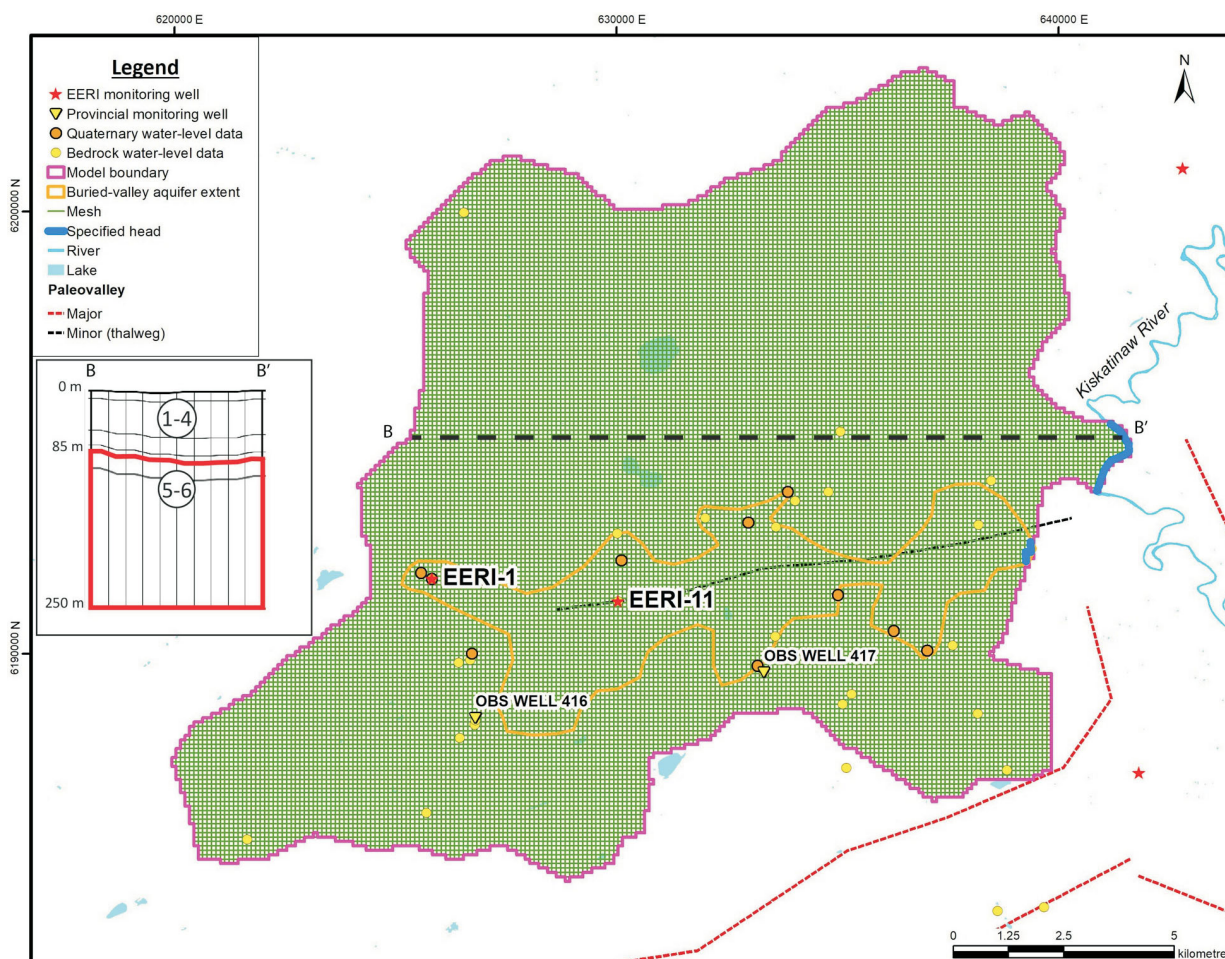 620000 E
630000 E
640000 E
Legend
EERI monitoring well
Provincial monitoring well
Quaternary water-level data
Bedrock water-level data
Model boundary
Buried-valley aquifer extent
Mesh
Specified head
River
Lake
Paleovalley
Major
Minor (thalweg)
N
6200000 N
Kiskatinaw River
B B'
0 m
1-4
85 m
5-6
250 m
B B'
EERI-1
EERI-11
6190000 N
OBS WELL 417
OBS WELL 416
0 1.25 2.5 5
kilometre